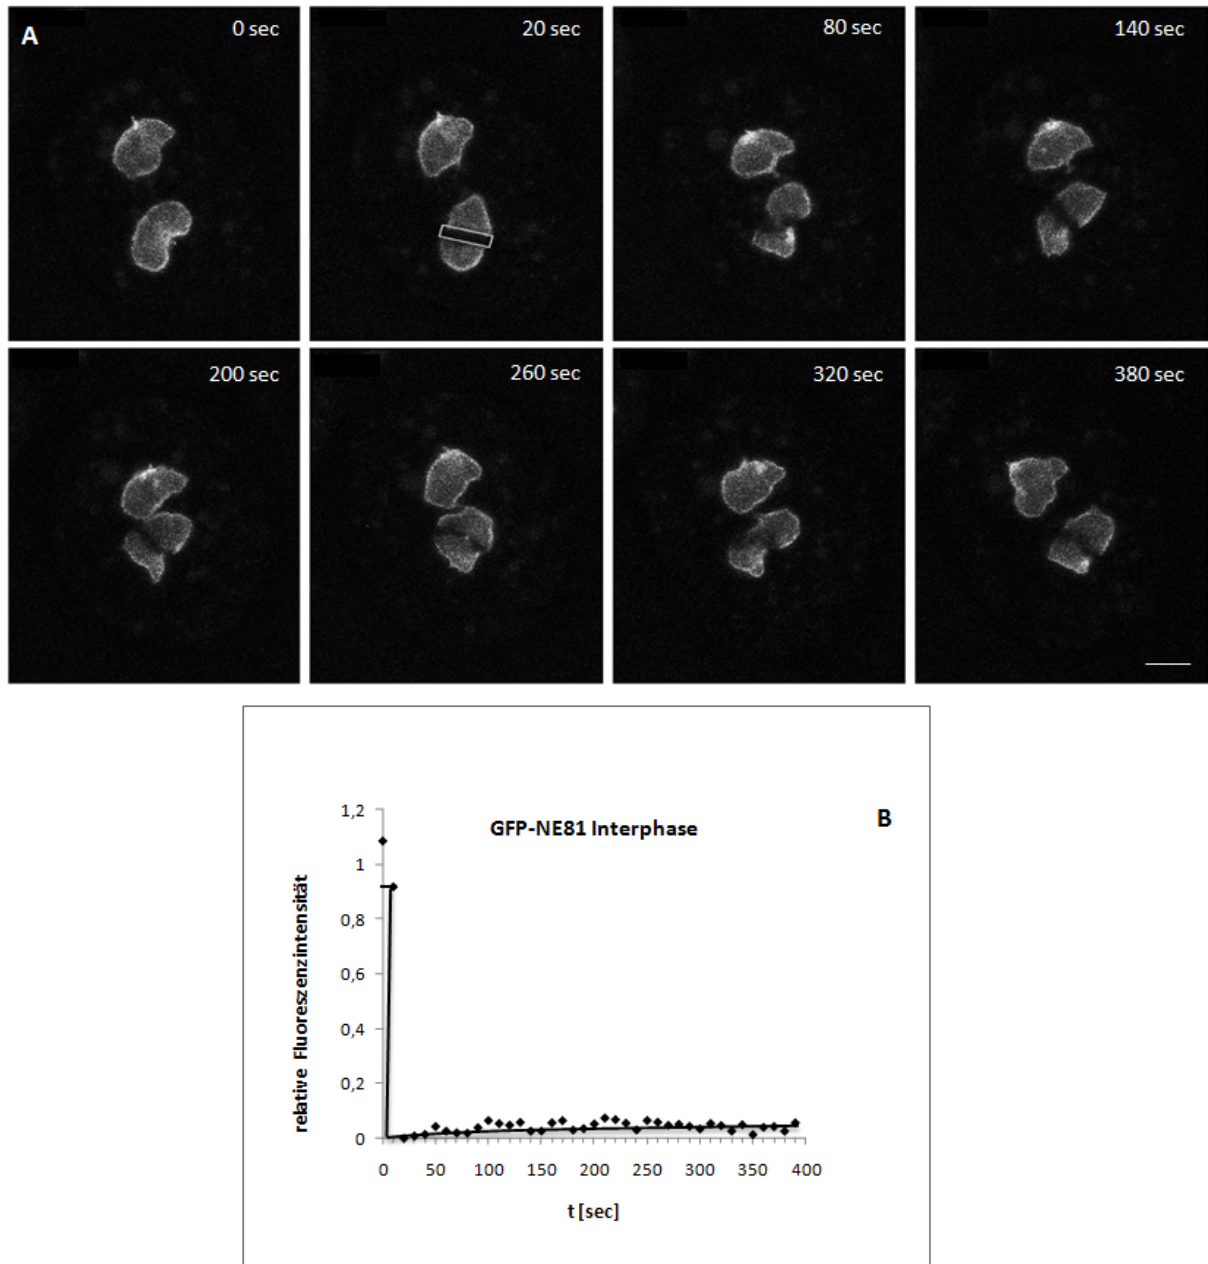 A
0 sec
20 sec
80 sec
140 sec
200 sec
260 sec
320 sec
380 sec
B
GFP-NE81 Interphase
relative Fluoreszenzintensität
1,2
1
0,8
0,6
0,4
0,2
0
0 50 100 150 200 250 300 350 400
t [sec]